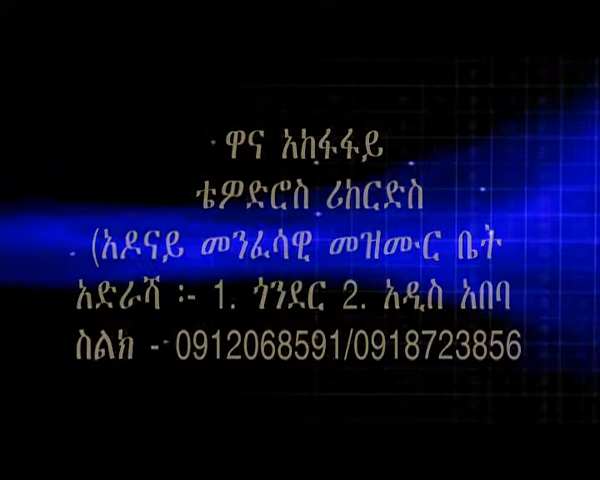 ዋና አከፋፋይ
ቴዎድሮስ ሪከርድስ
(አዶናይ መንፈሳዊ መዝሙር ቤት
አድራሻ ፡- 1. ጎንደር 2. አዲስ አበባ
ስልክ - 0912068591/0918723856